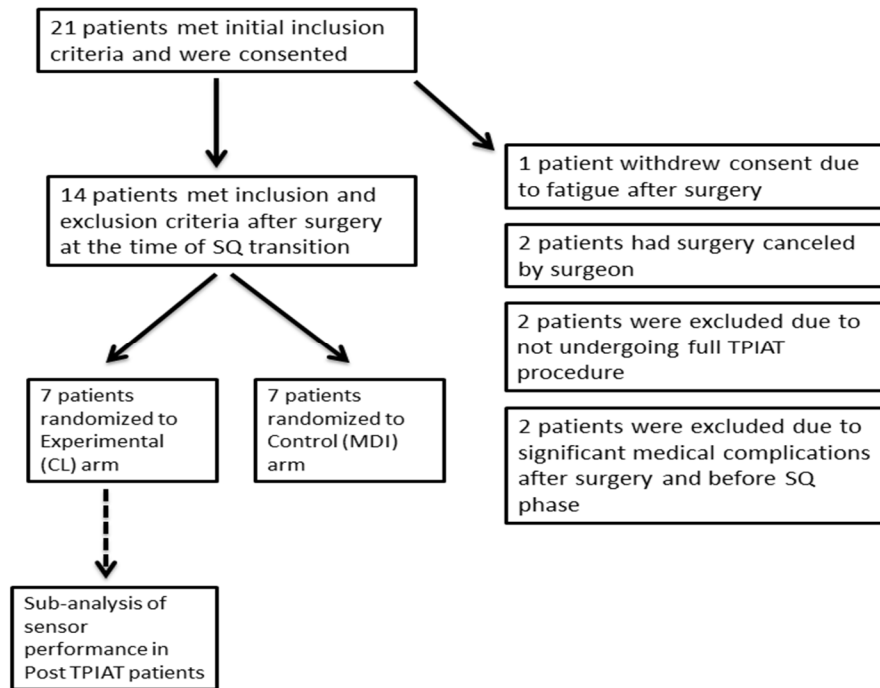 21 patients met initial inclusion
criteria and were consented
1 patient withdrew consent due
to fatigue after surgery
2 patients had surgery canceled
by surgeon
2 patients were excluded due to
not undergoing full TPIAT
procedure
2 patients were excluded due to
significant medical complications
after surgery and before SQ
phase
14 patients met inclusion and
exclusion criteria after surgery
at the time of SQ transition
7 patients
randomized to
Experimental
(CL) arm
7 patients
randomized to
Control (MDI)
arm
Sub-analysis of
sensor
performance in
Post TPIAT patients